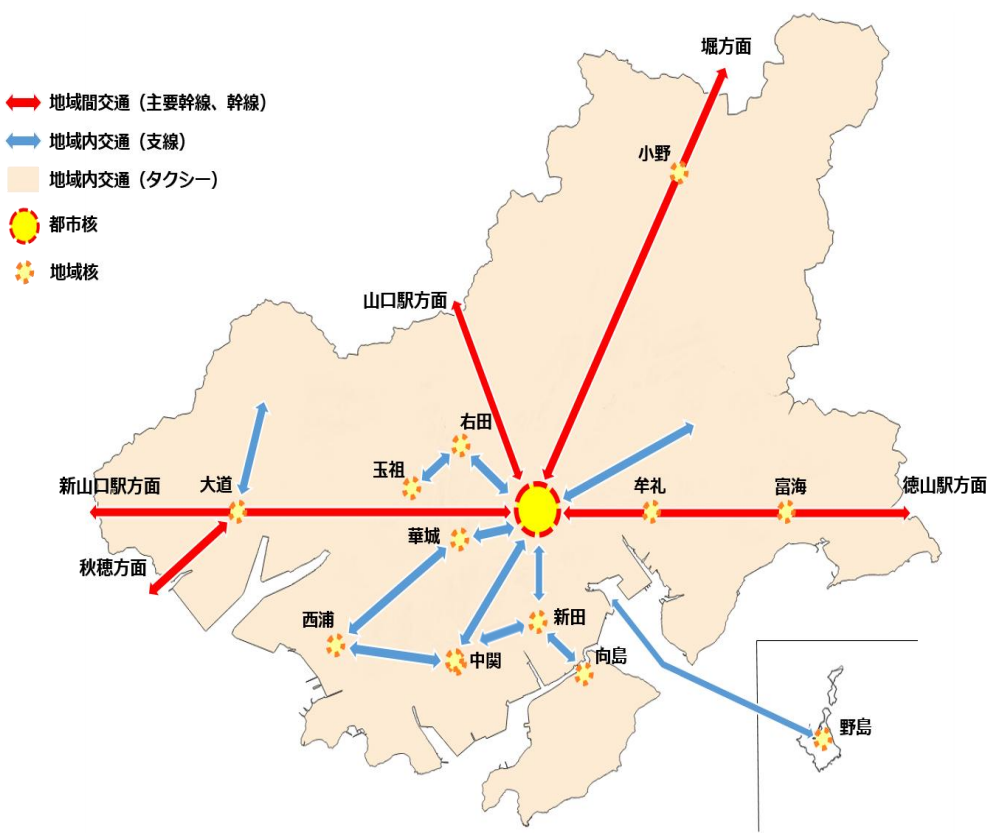 堀方面
地域間交通（主要幹線、幹線）
地域内交通（支線）
地域内交通（タクシー）
都市核
地域核
小野
山口駅方面
右田
玉祖
新山口駅方面
大道
牟礼
富海
徳山駅方面
華城
秋穂方面
西浦
新田
中関
向島
野島